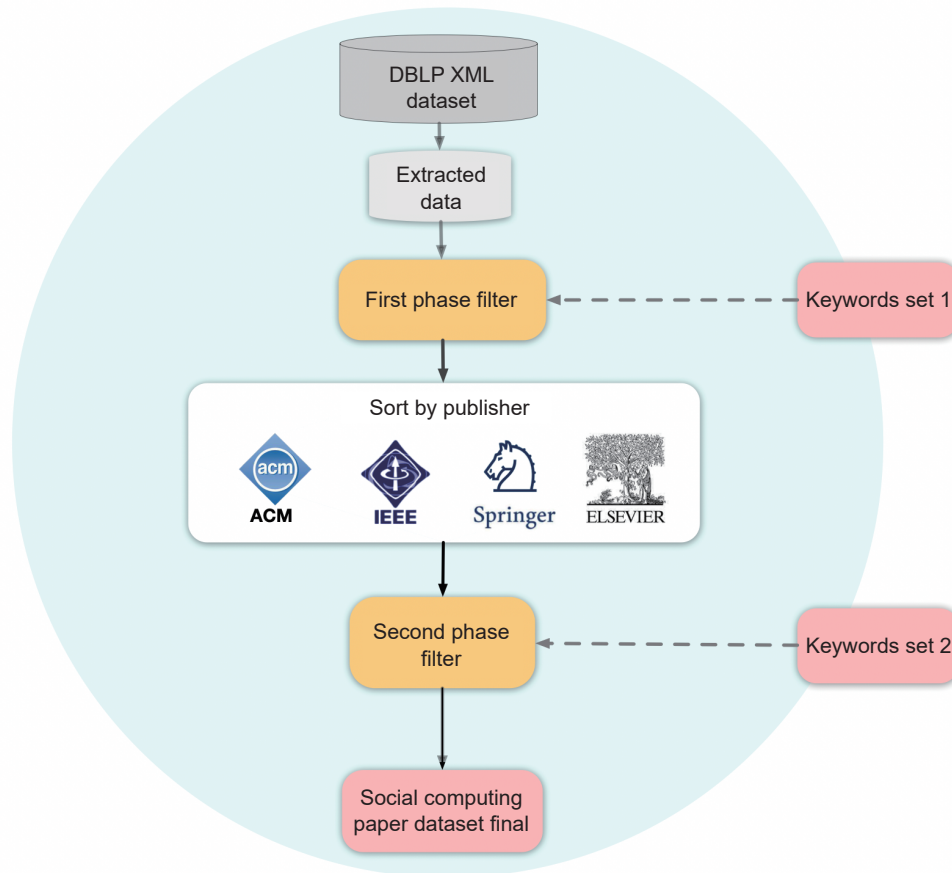 DBLP XML
dataset
Extracted
data
First phase filter
Keywords set 1
Sort by publisher
acm
ACM
IEEE
Springer
ELSEVIER
Second phase
filter
Keywords set 2
Social computing
paper dataset final